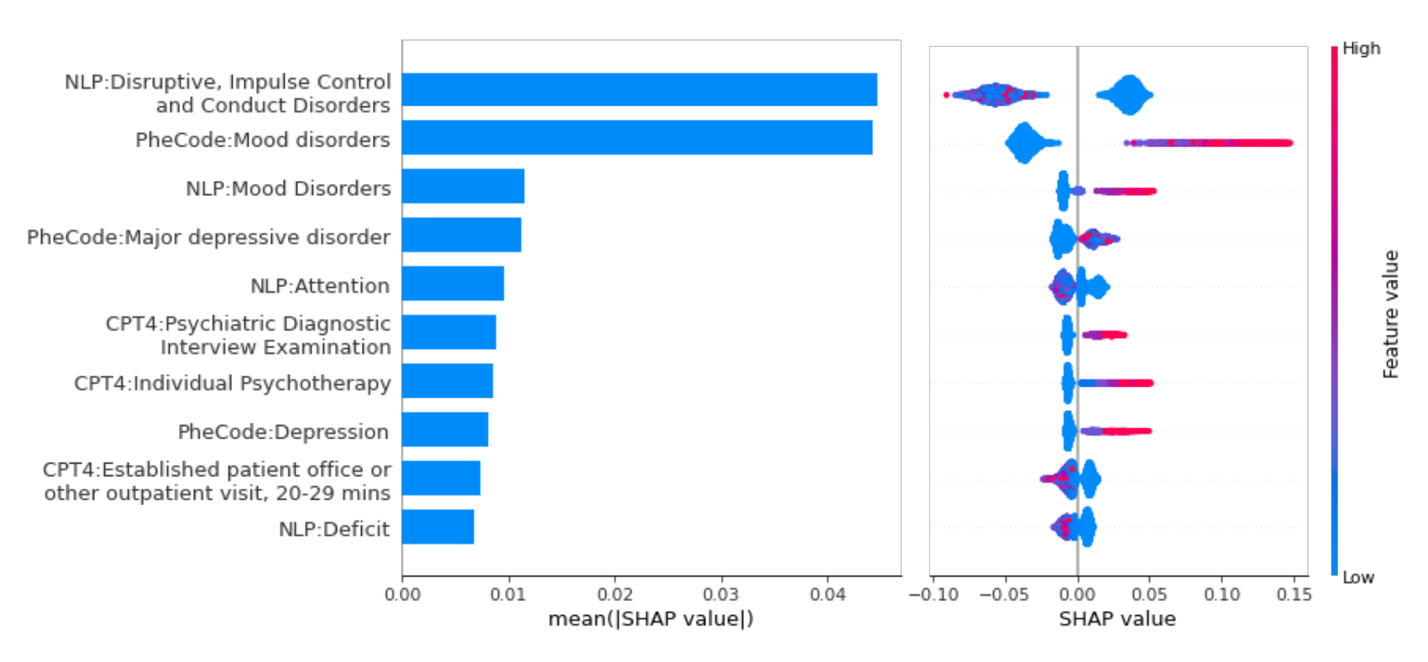 NLP:Disruptive, Impulse Control
and Conduct Disorders
PheCode:Mood disorders
NLP:Mood Disorders
PheCode:Major depressive disorder
NLP:Attention
CPT4:Psychiatric Diagnostic
Interview Examination
CPT4:Individual Psychotherapy
PheCode:Depression
CPT4:Established patient office or
other outpatient visit, 20-29 mins
NLP:Deficit
0.00 0.01 0.02 0.03 0.04
mean(|SHAP value|)
−0.10 −0.05 0.00 0.05 0.10 0.15
SHAP value
High
Feature value
Low